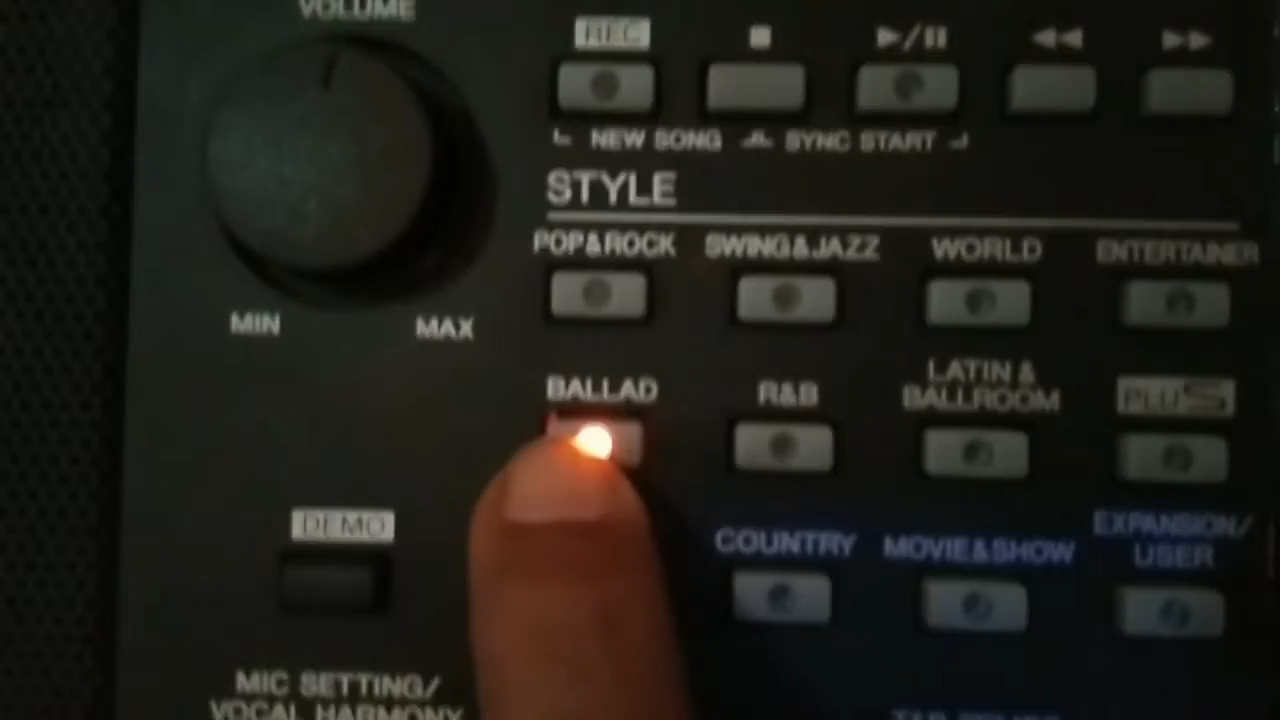 VOLUME
REC
NEW SONG
SYNC START
STYLE
POP&ROCK
SWING&JAZZ
WORLD
ENTERTAINER
MIN
MAX
BALLAD
R&B
LATIN &
BALLROOM
PLUS
DEMO
COUNTRY
MOVIE&SHOW
EXPANSION/
USER
MIC SETTING/
VOCAL HARMONY